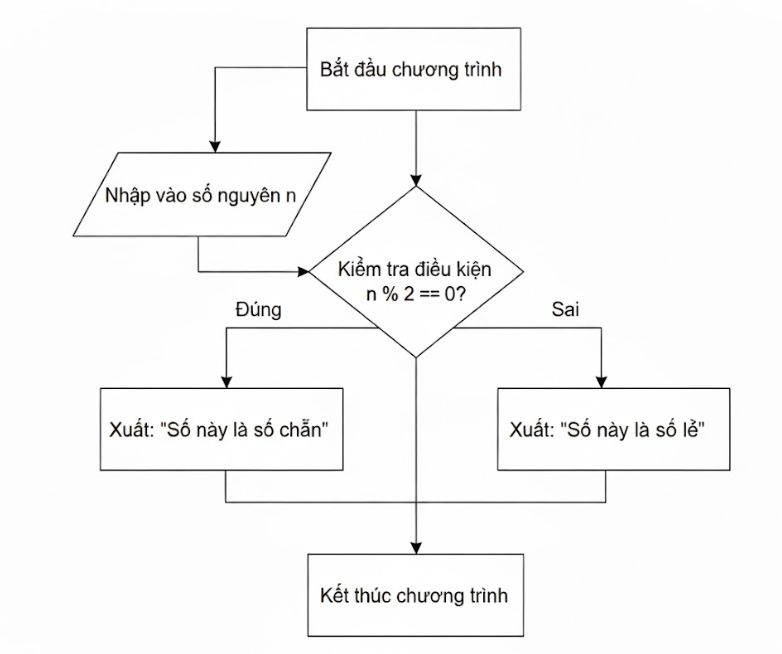 Bắt đầu chương trình
Nhập vào số nguyên n
Kiểm tra điều kiện
n % 2 == 0?
Đúng
Sai
Xuất: "Số này là số chẵn"
Xuất: "Số này là số lẻ"
Kết thúc chương trình